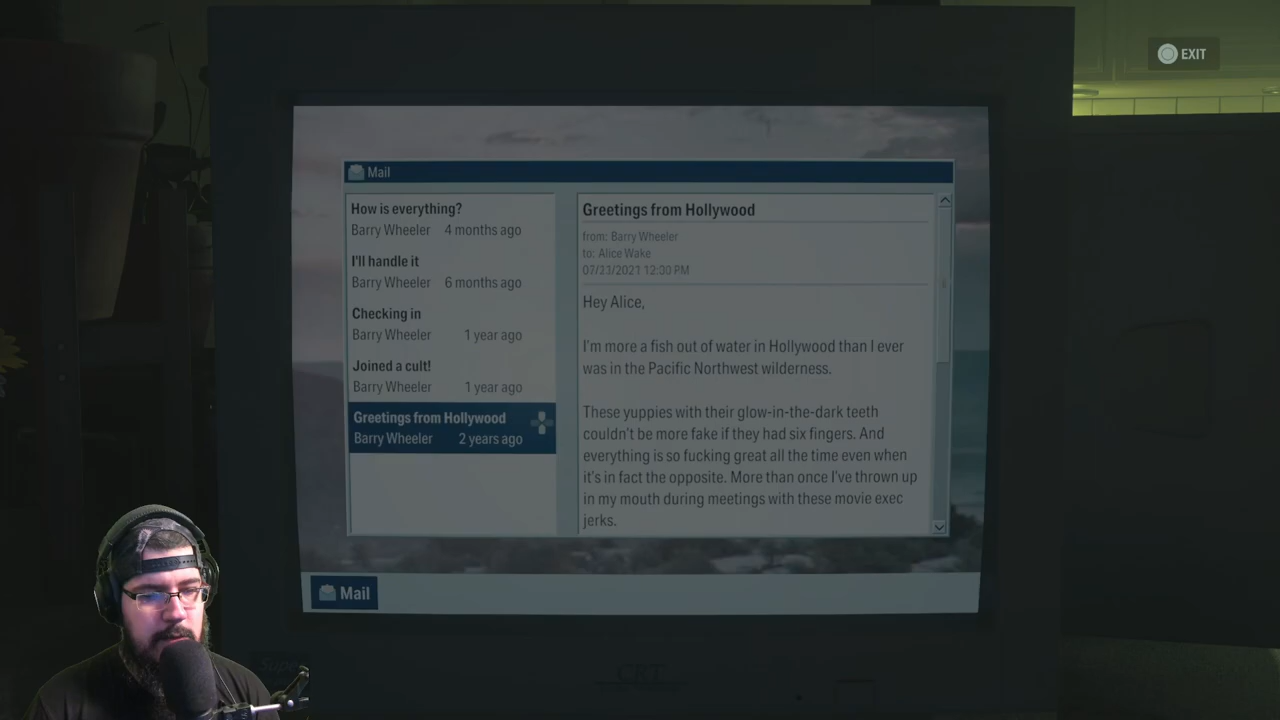 EXIT
Mail
How is everything?
Barry Wheeler 4 months ago
I'll handle it
Barry Wheeler 6 months ago
Checking in
Barry Wheeler 1 year ago
Joined a cult!
Barry Wheeler 1 year ago
Greetings from Hollywood
Barry Wheeler 2 years ago
Greetings from Hollywood
from: Barry Wheeler
to: Alice Wake
07/23/2021 12:00 PM
Hey Alice,
I'm more a fish out of water in Hollywood than I ever
was in the Pacific Northwest wilderness.
These yuppies with their glow-in-the-dark teeth
couldn't be more fake if they had six fingers. And
everything is so fucking great all the time even when
it's in fact the opposite. More than once I've thrown up
in my mouth during meetings with these movie exec
jerks.
Mail
CRT